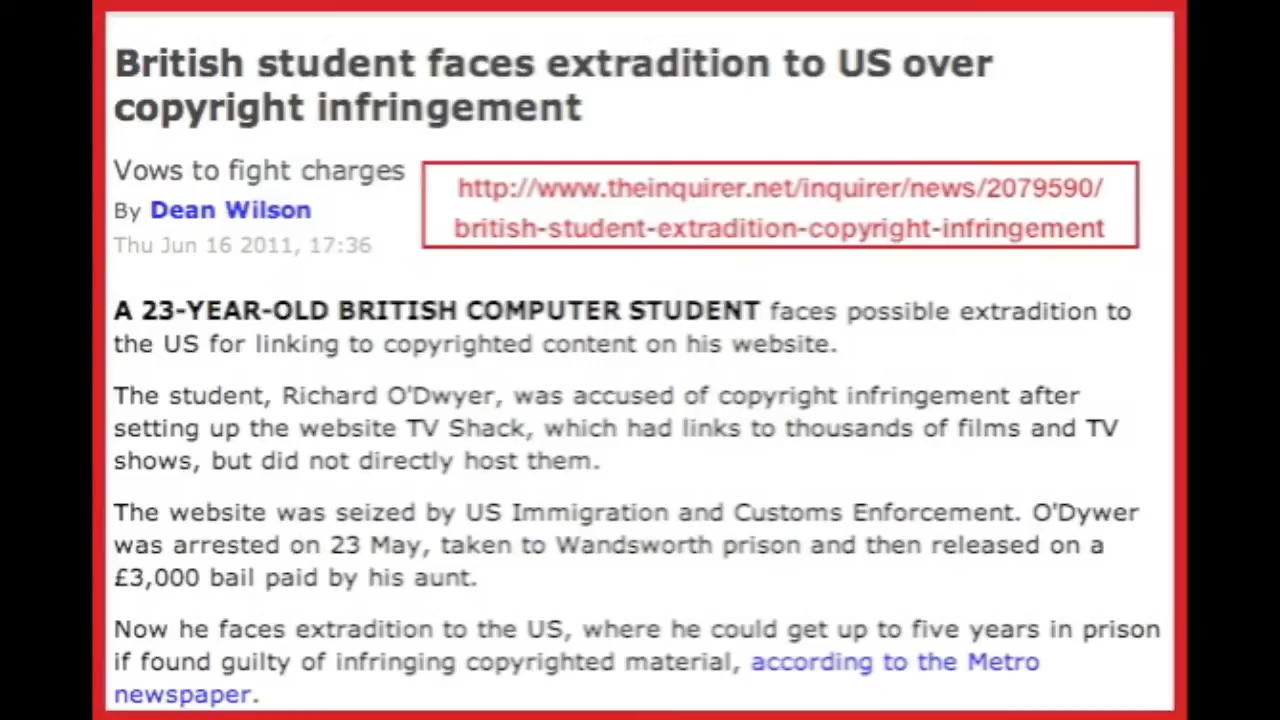 British student faces extradition to US over
copyright infringement
Vows to fight charges
By Dean Wilson
Thu Jun 16 2011, 17:36
http://www.theinquirer.net/inquirer/news/2079590/
british-student-extradition-copyright-infringement
A 23-YEAR-OLD BRITISH COMPUTER STUDENT faces possible extradition to
the US for linking to copyrighted content on his website.
The student, Richard O'Dwyer, was accused of copyright infringement after
setting up the website TV Shack, which had links to thousands of films and TV
shows, but did not directly host them.
The website was seized by US Immigration and Customs Enforcement. O'Dywer
was arrested on 23 May, taken to Wandsworth prison and then released on a
£3,000 bail paid by his aunt.
Now he faces extradition to the US, where he could get up to five years in prison
if found guilty of infringing copyrighted material, according to the Metro
newspaper.